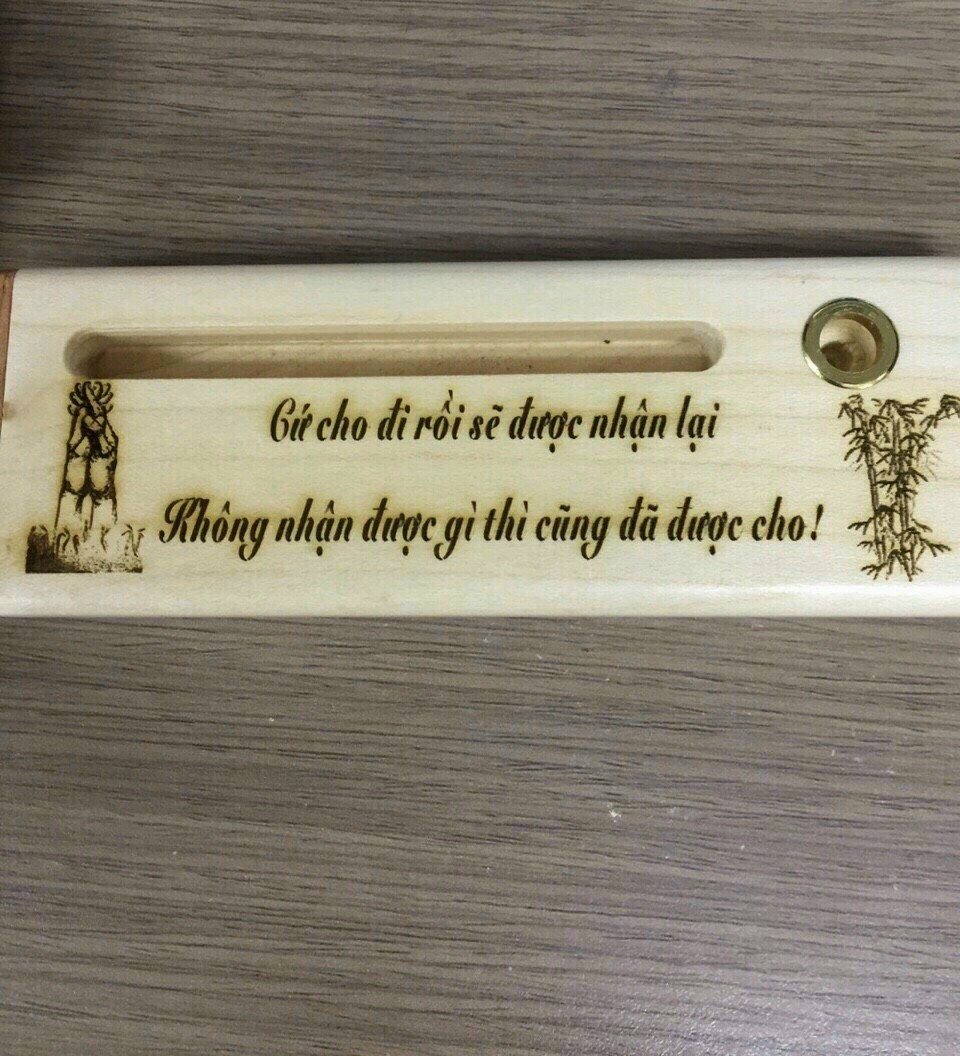 Cứ cho đi rồi sẽ được nhận lại
Không nhận được gì thì cũng đã được cho!